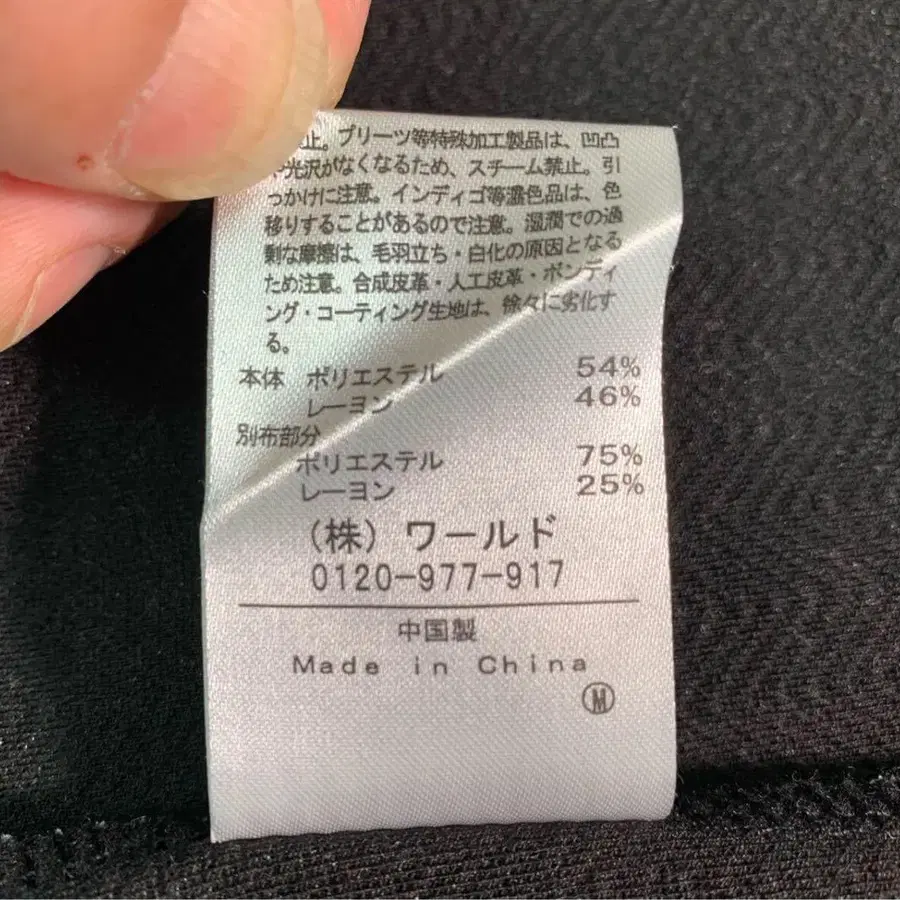 止。プリーツ等特殊加工製品は、凹凸
光沢がなくなるため、スチーム禁止。引
っかけに注意。インディゴ等濃色品は、色
移りすることがあるので注意。湿潤での過
剰な摩擦は、毛羽立ち・白化の原因となる
ため注意。合成皮革・人工皮革・ボンディ
ング・コーティング生地は、徐々に劣化す
る。
本体 ポリエステル 54%
レーヨン 46%
別布部分
ポリエステル 75%
レーヨン 25%
(株)ワールド
0120-977-917
中国製
Made in China
Ⓜ